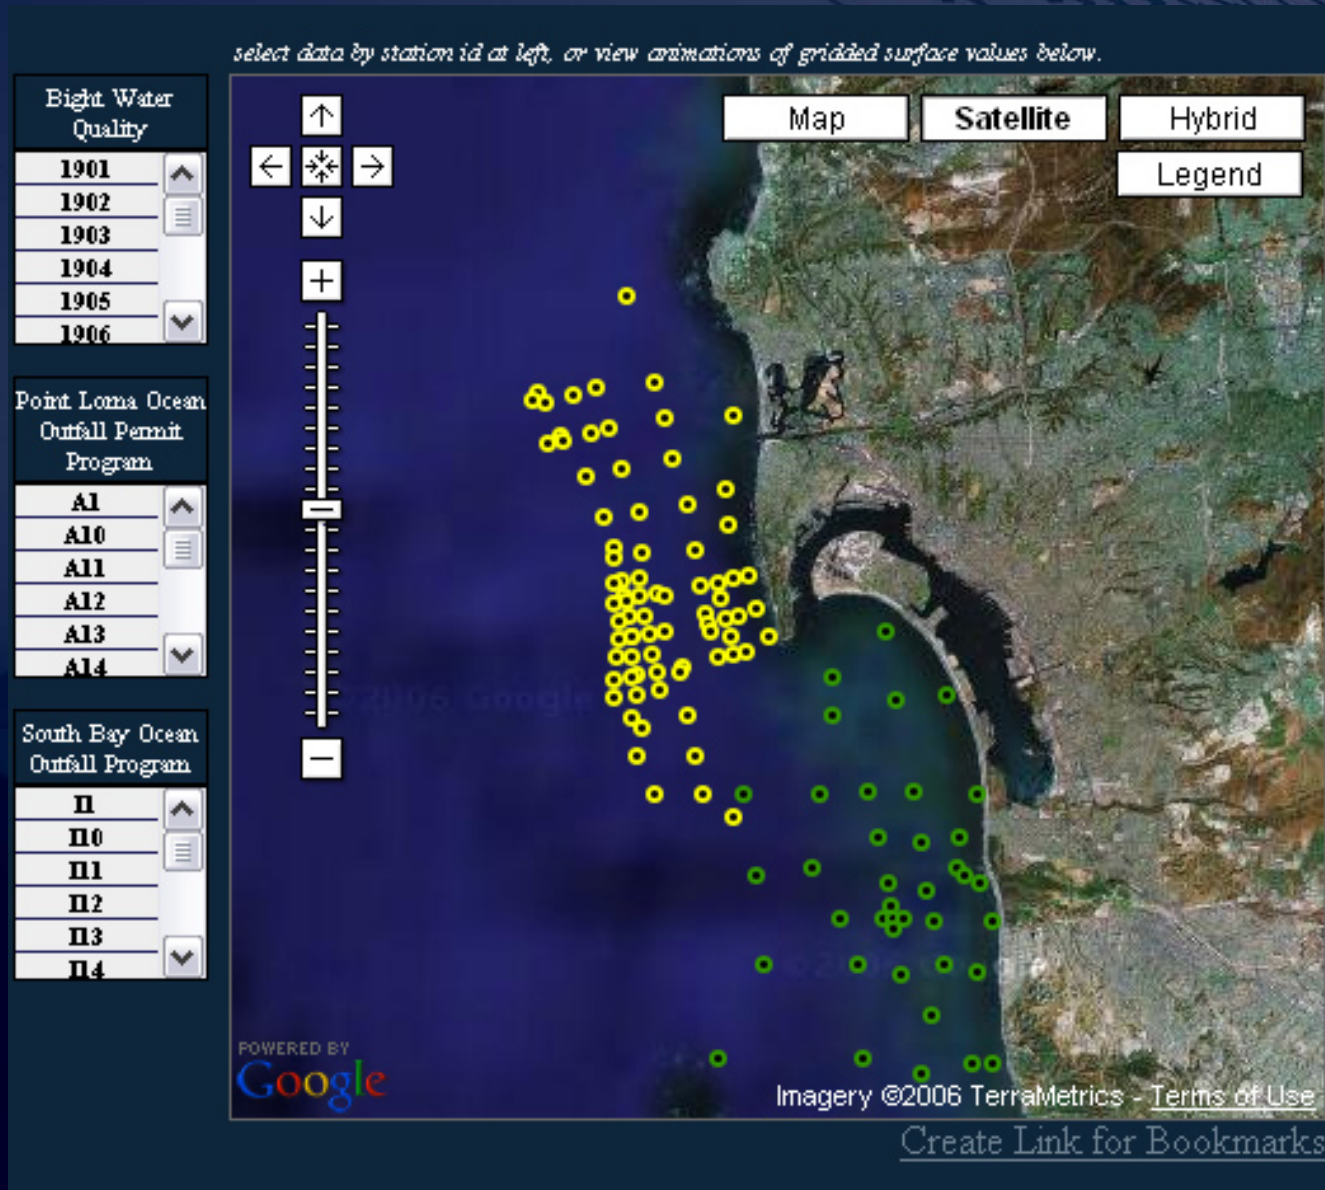 select data by station id at left, or view animations of gridded surface values below.
Bight Water
Quality
1901
1902
1903
1904
1905
1906
Point Loma Ocean
Outfall Permit
Program
A1
A10
A11
A12
A13
A14
South Bay Ocean
Outfall Program
I1
I10
I11
I12
I13
I14
Map
Satellite
Hybrid
Legend
©2006 Google
POWERED BY
Google
Imagery ©2006 TerraMetrics - Terms of Use
Create Link for Bookmarks